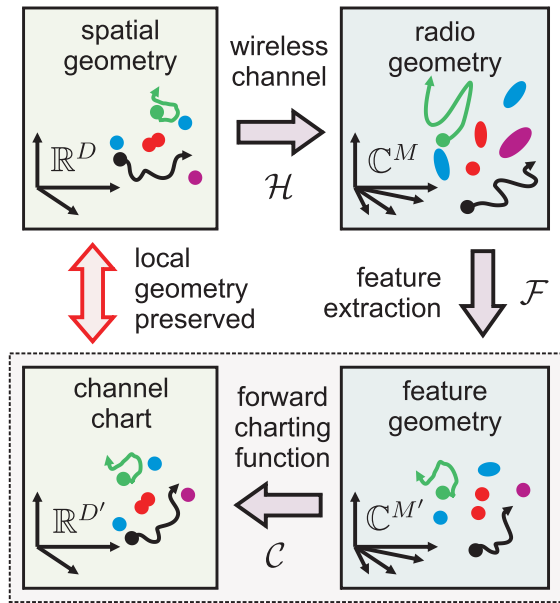 spatial
geometry
ℝ^D
wireless
channel
ℋ
radio
geometry
ℂ^M
local
geometry
preserved
feature
extraction
ℱ
channel
chart
ℝ^{D′}
forward
charting
function
𝒞
feature
geometry
ℂ^{M′}